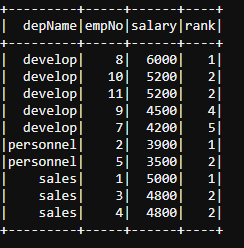 +---------+-----+------+----+
|  depName|empNo|salary|rank|
+---------+-----+------+----+
|  develop|    8|  6000|   1|
|  develop|   10|  5200|   2|
|  develop|   11|  5200|   2|
|  develop|    9|  4500|   4|
|  develop|    7|  4200|   5|
|personnel|    2|  3900|   1|
|personnel|    5|  3500|   2|
|    sales|    1|  5000|   1|
|    sales|    3|  4800|   2|
|    sales|    4|  4800|   2|
+---------+-----+------+----+